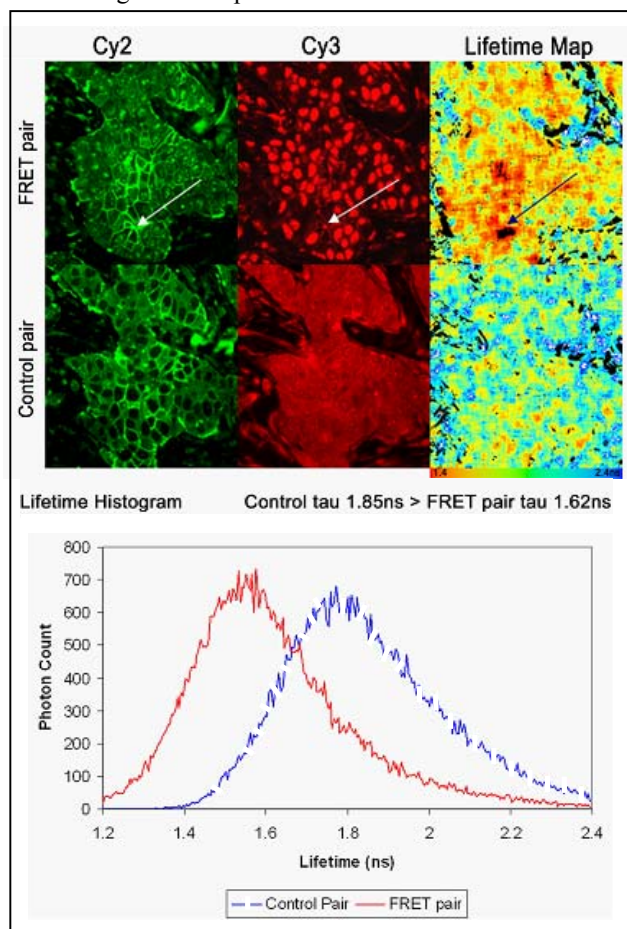 Cy2 Cy3 Lifetime Map
FRET pair
Control pair
1.4 2.4ns
Lifetime Histogram Control tau 1.85ns > FRET pair tau 1.62ns
800
700
600
500
400
300
200
100
0
Photon Count
1.2 1.4 1.6 1.8 2 2.2 2.4
Lifetime (ns)
Control Pair FRET pair